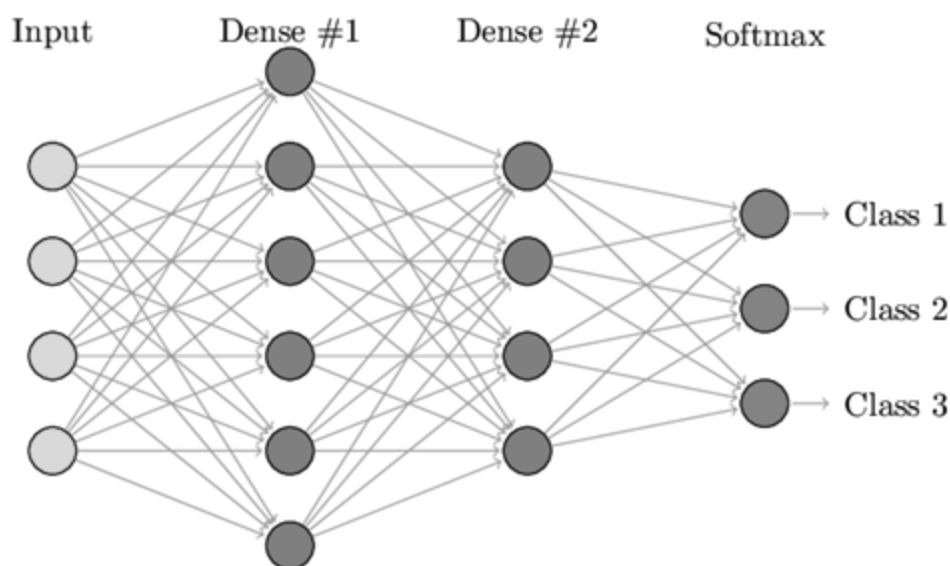 Input
Dense #1
Dense #2
Softmax
Class 1
Class 2
Class 3